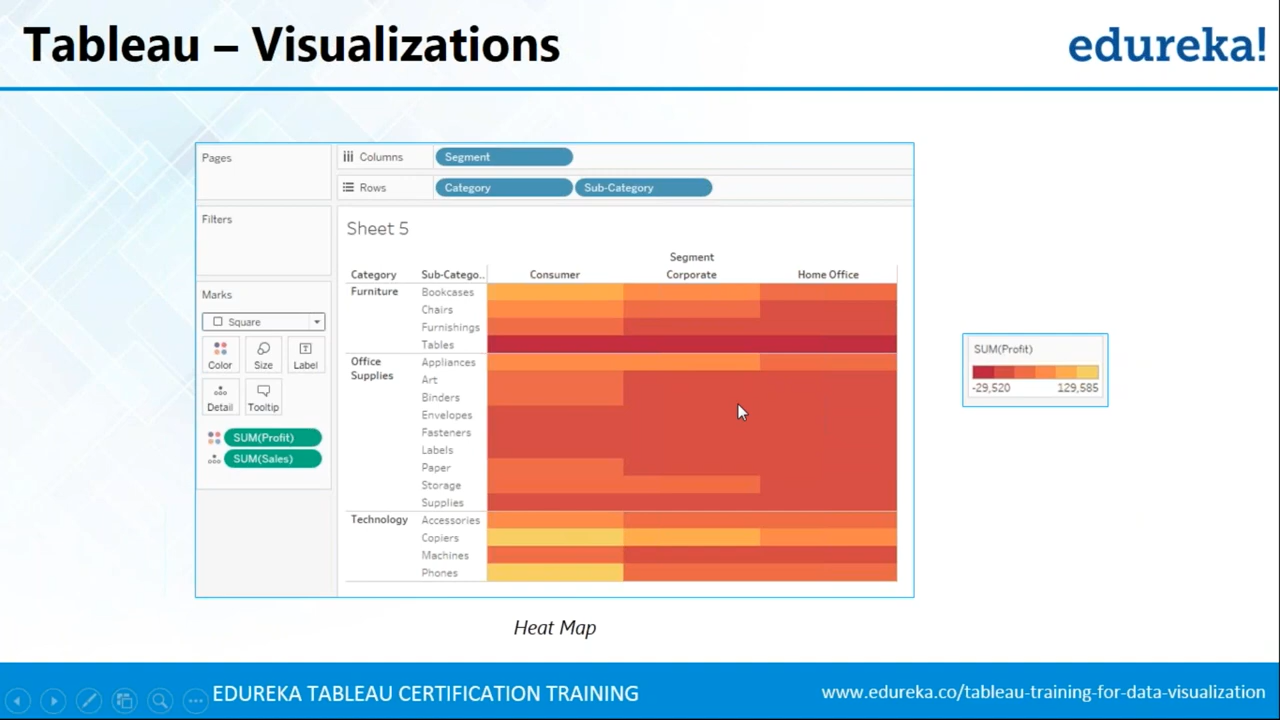 Tableau – Visualizations
edureka!
Pages
Columns
Segment
Rows
Category
Sub-Category
Filters
Sheet 5
Segment
Category Sub-Catego.. Consumer Corporate Home Office
Marks
Square
Color Size Label
Detail Tooltip
SUM(Profit)
SUM(Sales)
Furniture Bookcases
Chairs
Furnishings
Tables
Office Supplies Appliances
Art
Binders
Envelopes
Fasteners
Labels
Paper
Storage
Supplies
Technology Accessories
Copiers
Machines
Phones
SUM(Profit)
-29,520 129,585
Heat Map
EDUREKA TABLEAU CERTIFICATION TRAINING
www.edureka.co/tableau-training-for-data-visualization